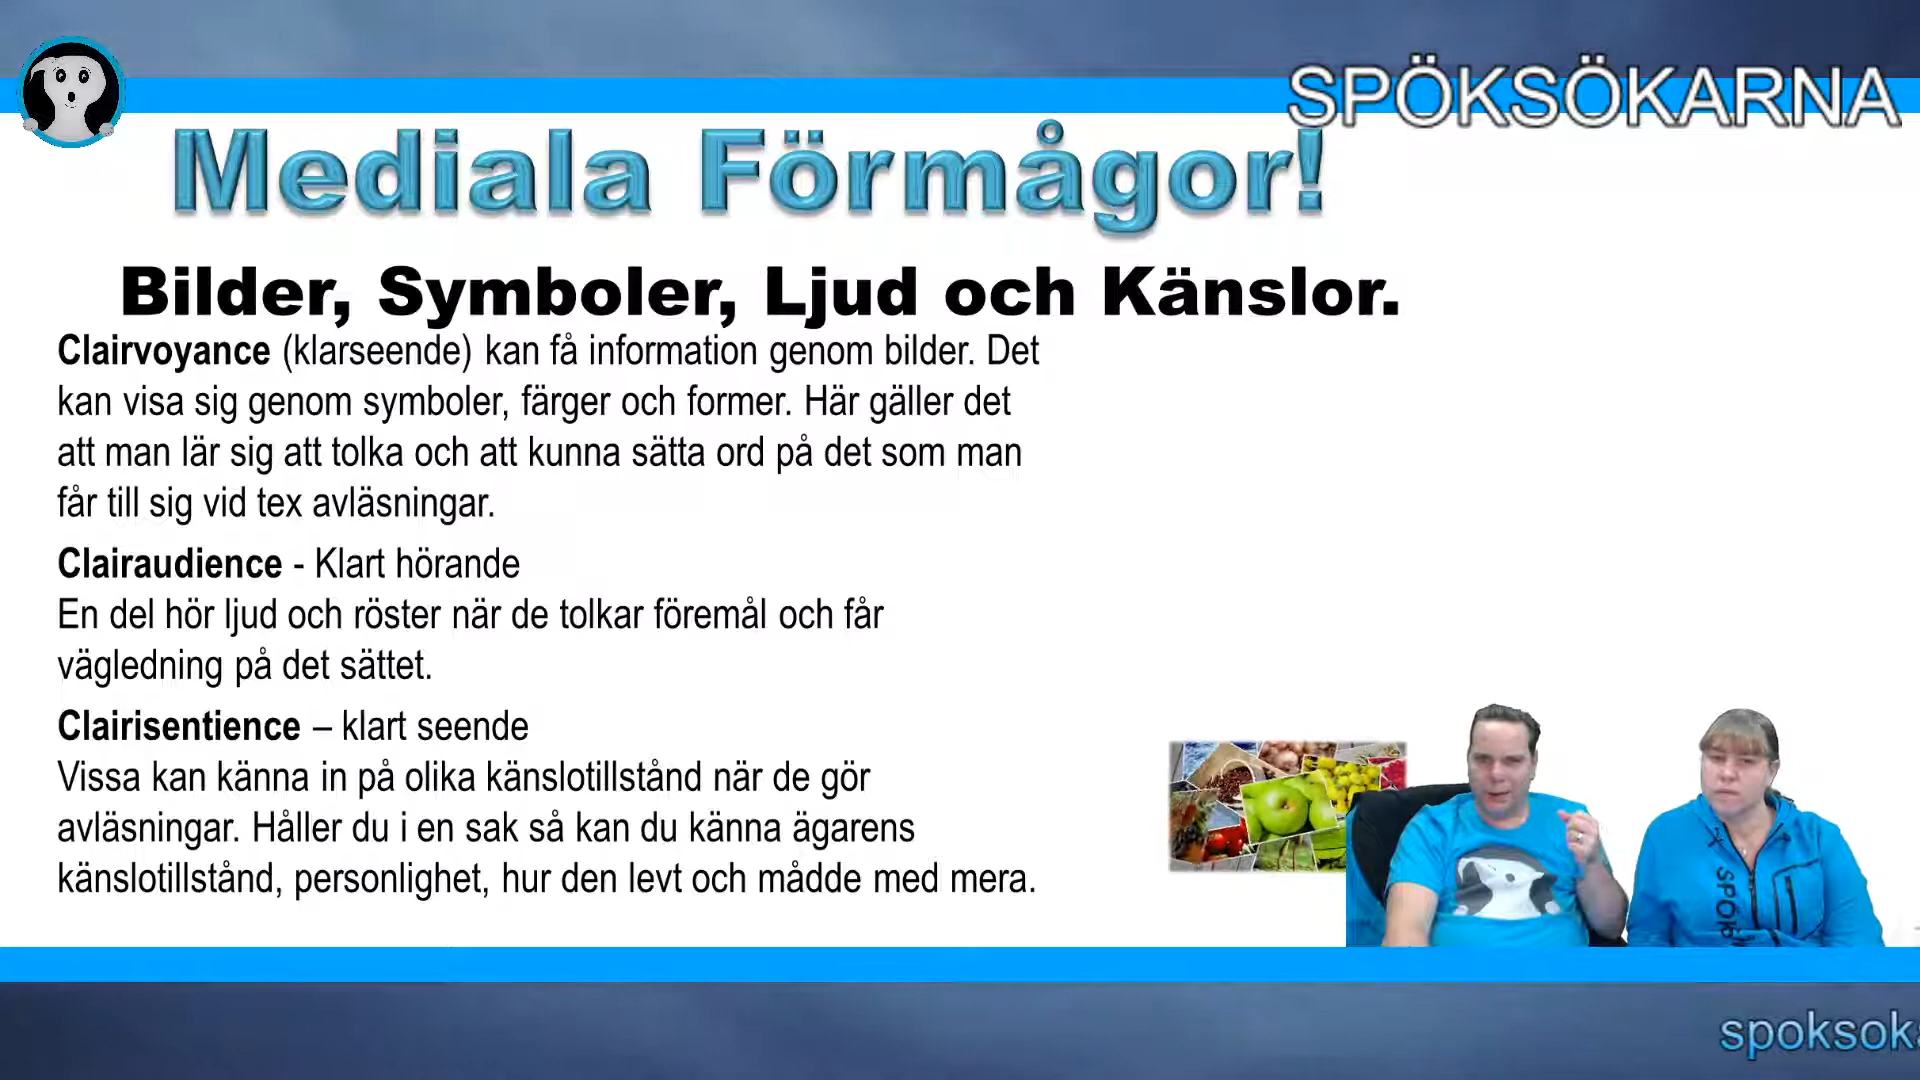 SPÖKSÖKARNA
Mediala Förmågor!
Bilder, Symboler, Ljud och Känslor.
Clairvoyance (klarseende) kan få information genom bilder. Det
kan visa sig genom symboler, färger och former. Här gäller det
att man lär sig att tolka och att kunna sätta ord på det som man
får till sig vid tex avläsningar.
Clairaudience - Klart hörande
En del hör ljud och röster när de tolkar föremål och får
vägledning på det sättet.
Clairisentience – klart seende
Vissa kan känna in på olika känslotillstånd när de gör
avläsningar. Håller du i en sak så kan du känna ägarens
känslotillstånd, personlighet, hur den levt och mådde med mera.
SPÖK
spoksok